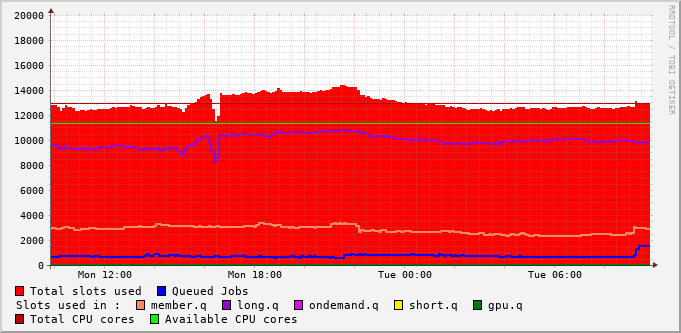 RRDTOOL / TOBI OETIKER
20000
18000
16000
14000
12000
10000
8000
6000
4000
2000
0
Mon 12:00 Mon 18:00 Tue 00:00 Tue 06:00
Total slots used Queued Jobs
Slots used in : member.q long.q ondemand.q short.q gpu.q
Total CPU cores Available CPU cores